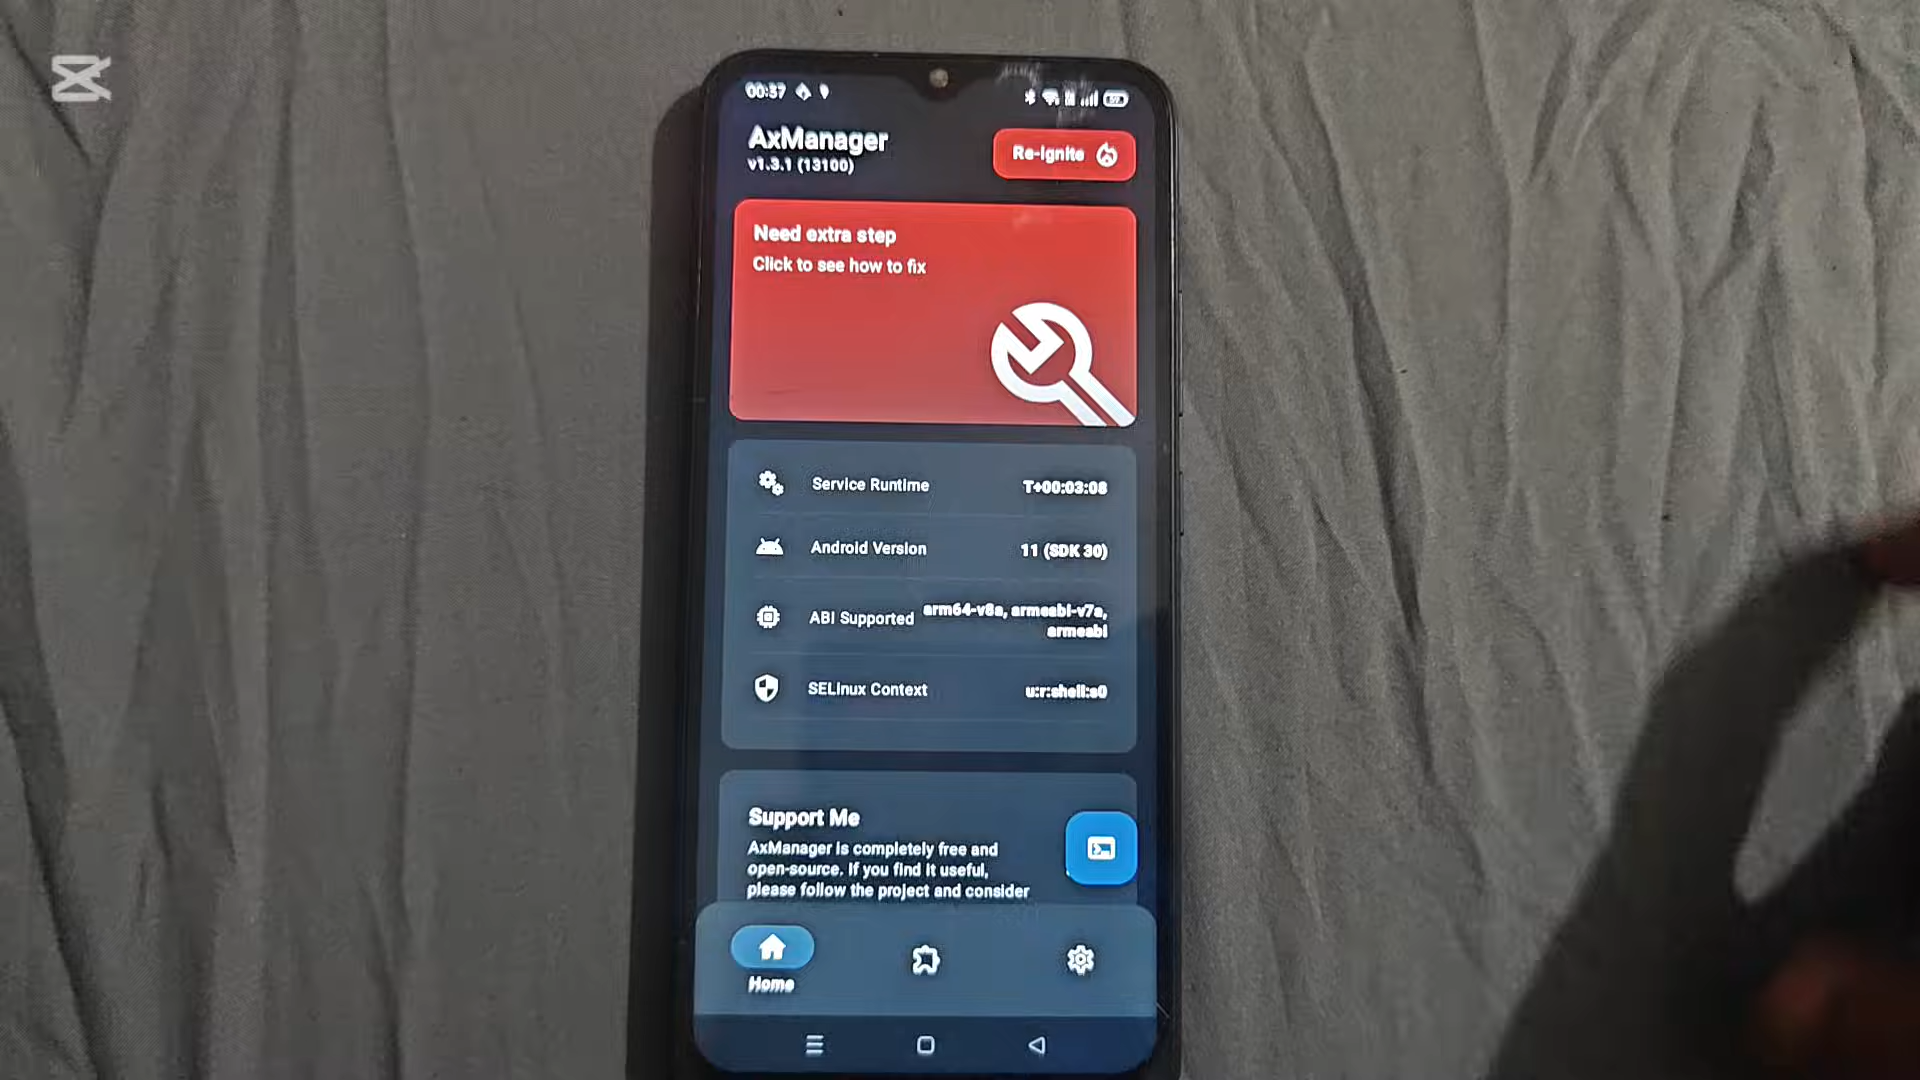 00:37
AxManager
v1.3.1 (13100)
Re-Ignite
Need extra step
Click to see how to fix
Service Runtime
T+00:03:08
Android Version
11 (SDK 30)
ABI Supported
arm64-v8a, armeabi-v7a,
armeabi
SELinux Context
u:r:shell:s0
Support Me
AxManager is completely free and
open-source. If you find it useful,
please follow the project and consider
Home